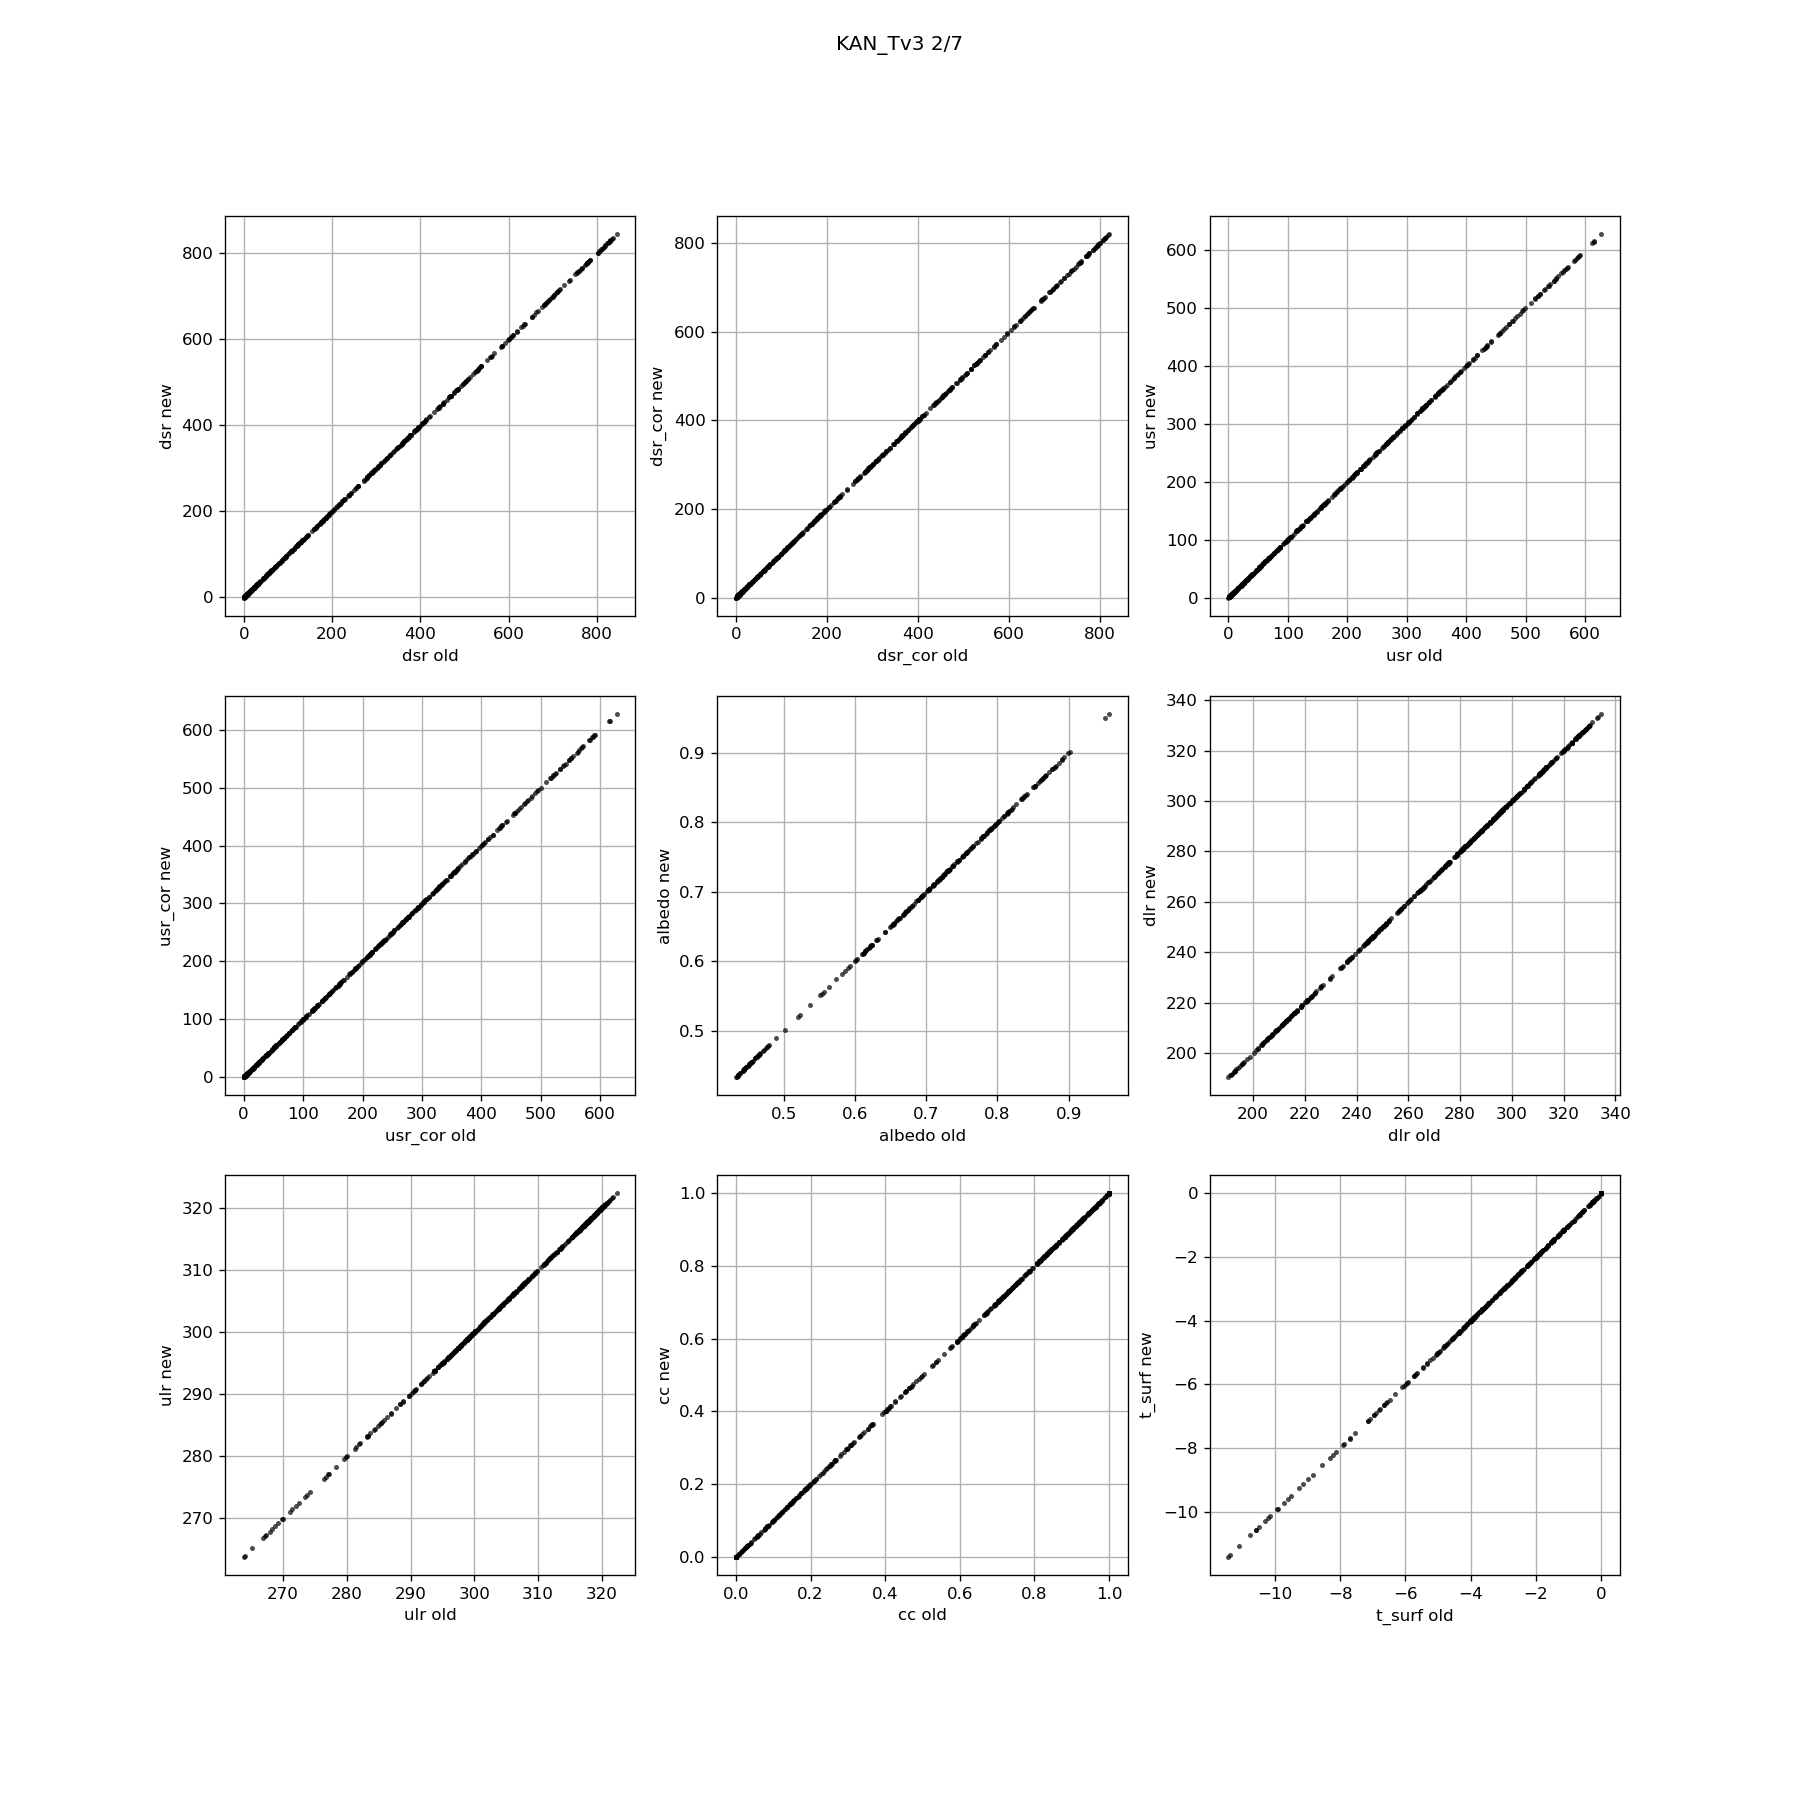 KAN_Tv3 2/7
800
600
400
200
0
dsr new
0 200 400 600 800
dsr old
800
600
400
200
0
dsr_cor new
0 200 400 600 800
dsr_cor old
600
500
400
300
200
100
0
usr new
0 100 200 300 400 500 600
usr old
600
500
400
300
200
100
0
usr_cor new
0 100 200 300 400 500 600
usr_cor old
0.9
0.8
0.7
0.6
0.5
albedo new
0.5 0.6 0.7 0.8 0.9
albedo old
340
320
300
280
260
240
220
200
dlr new
200 220 240 260 280 300 320 340
dlr old
320
310
300
290
280
270
ulr new
270 280 290 300 310 320
ulr old
1.0
0.8
0.6
0.4
0.2
0.0
cc new
0.0 0.2 0.4 0.6 0.8 1.0
cc old
0
−2
−4
−6
−8
−10
t_surf new
−10 −8 −6 −4 −2 0
t_surf old